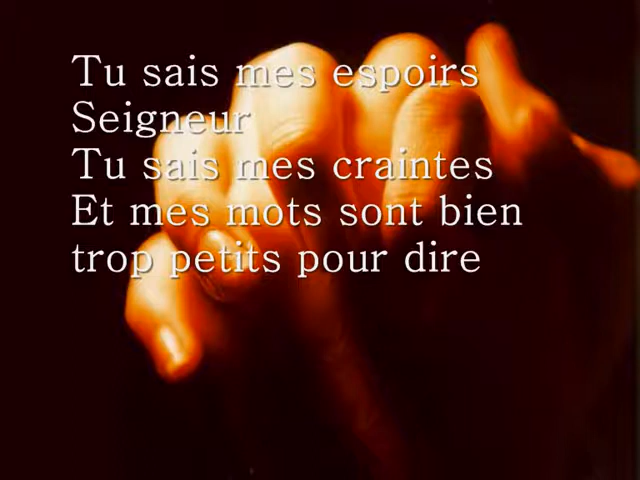 Tu sais mes espoirs
Seigneur
Tu sais mes craintes
Et mes mots sont bien
trop petits pour dire